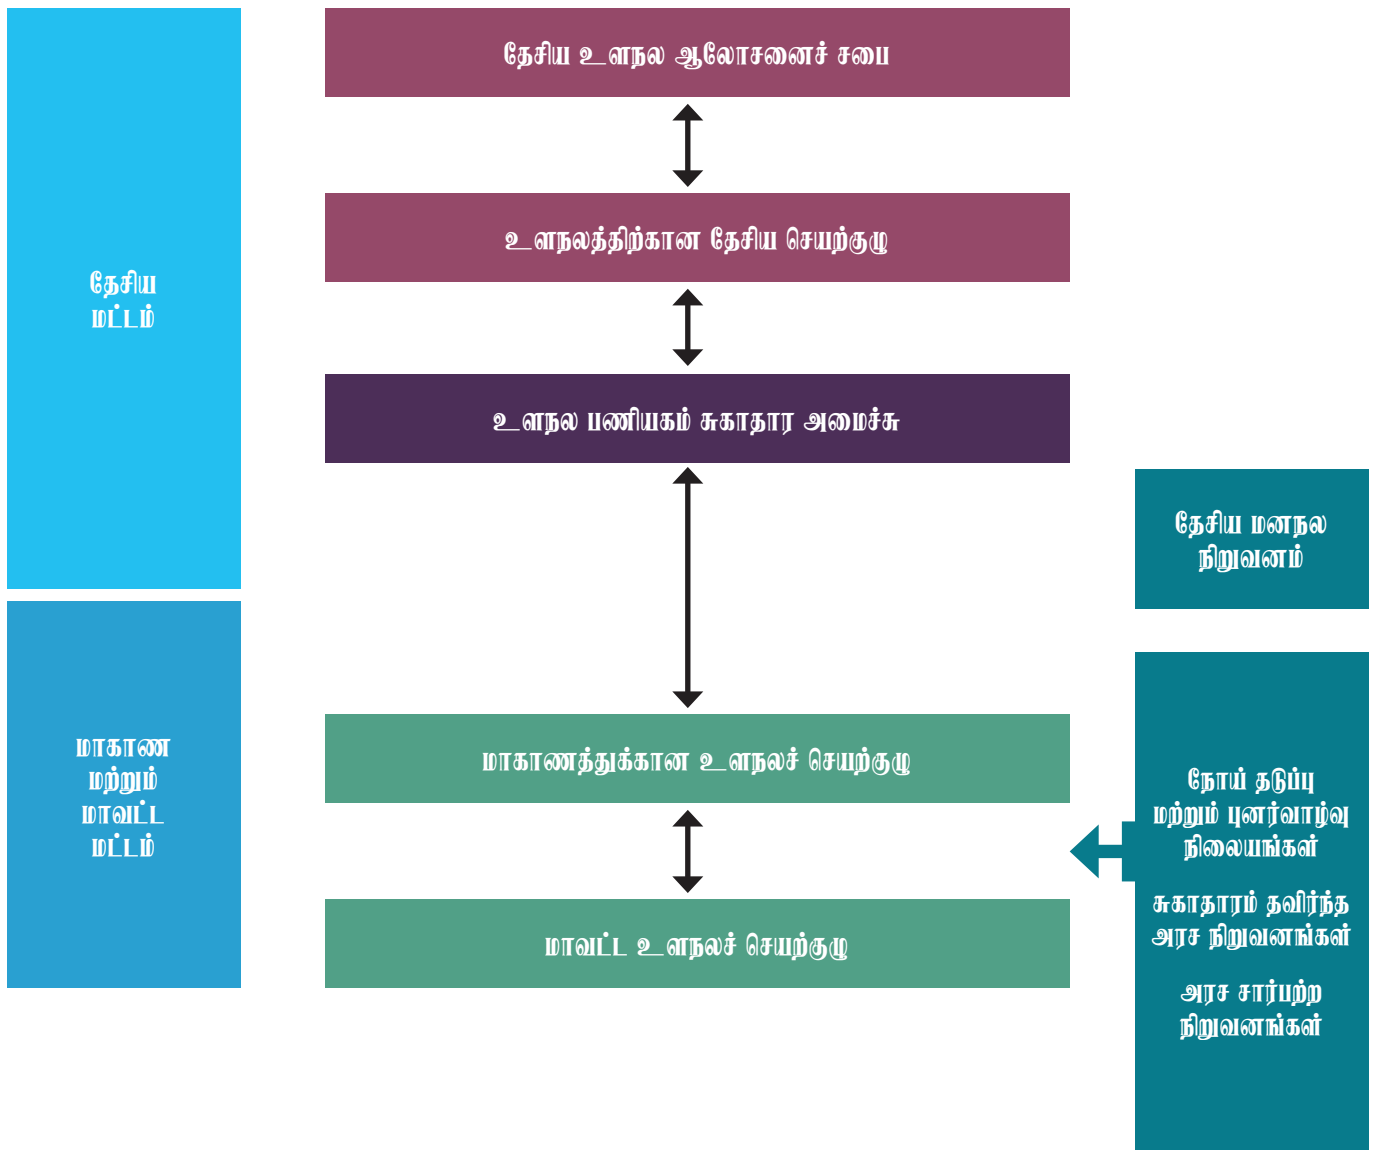 தேசிய
மட்டம்
தேசிய உளநல ஆலோசனைச் சபை
உளநலத்திற்கான தேசிய செயற்குழு
உளநல பணியகம் சுகாதார அமைச்சு
தேசிய மனநல
நிறுவனம்
மாகாண
மற்றும்
மாவட்ட
மட்டம்
மாகாணத்துக்கான உளநலச் செயற்குழு
மாவட்ட உளநலச் செயற்குழு
நோய் தடுப்பு
மற்றும் புனர்வாழ்வு
நிலையங்கள்
சுகாதாரம் தவிர்ந்த
அரச நிறுவனங்கள்
அரச சார்பற்ற
நிறுவனங்கள்